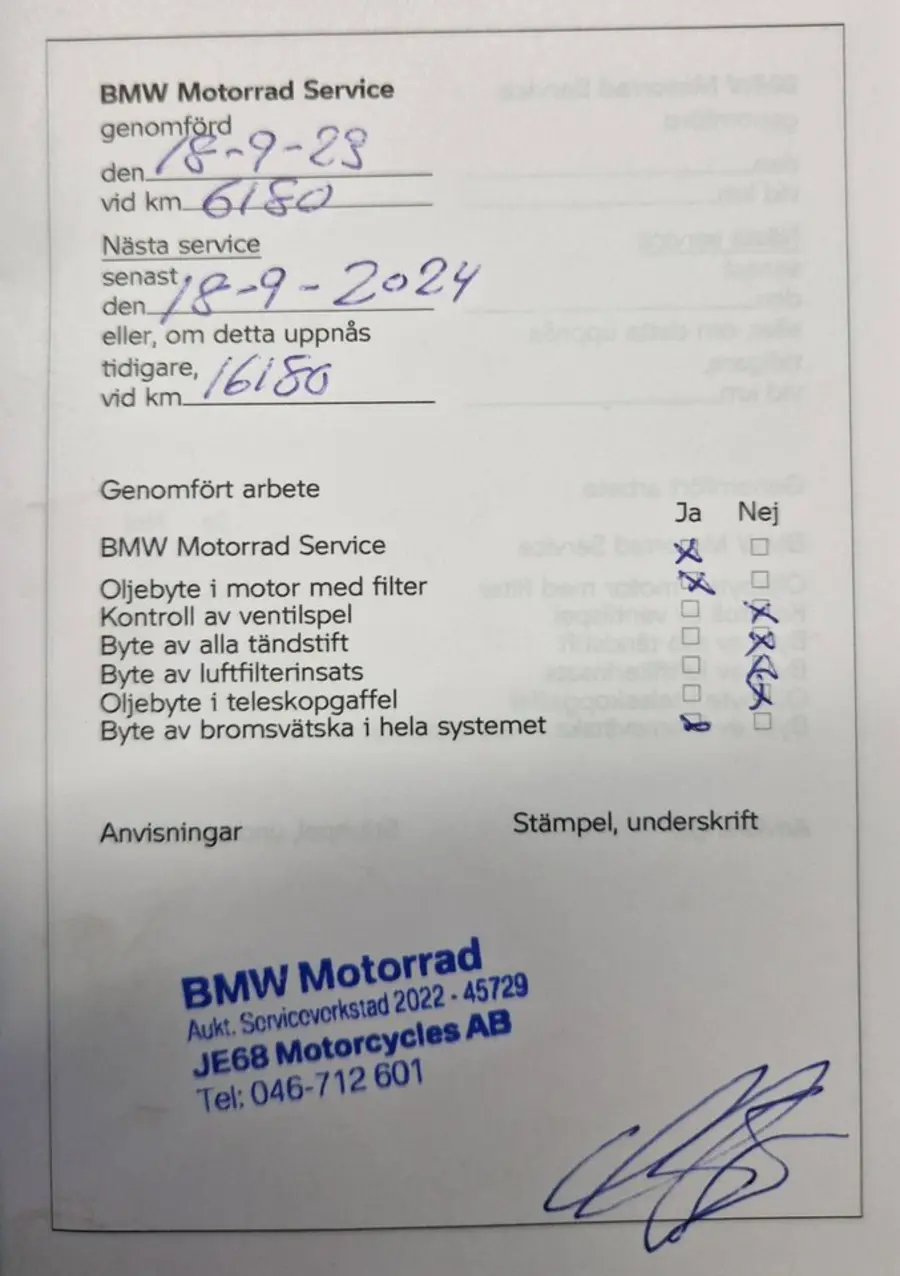 BMW Motorrad Service
genomförd
den 18-9-23
vid km 6180
Nästa service
senast
den 18-9-2024
eller, om detta uppnås
tidigare,
vid km 16180
Genomfört arbete
Ja Nej
BMW Motorrad Service
Oljebyte i motor med filter
Kontroll av ventilspel
Byte av alla tändstift
Byte av luftfilterinsats
Oljebyte i teleskopgaffel
Byte av bromsvätska i hela systemet
Anvisningar
Stämpel, underskrift
BMW Motorrad
Aukt. Serviceverkstad 2022 - 45729
JE68 Motorcycles AB
Tel: 046-712 601